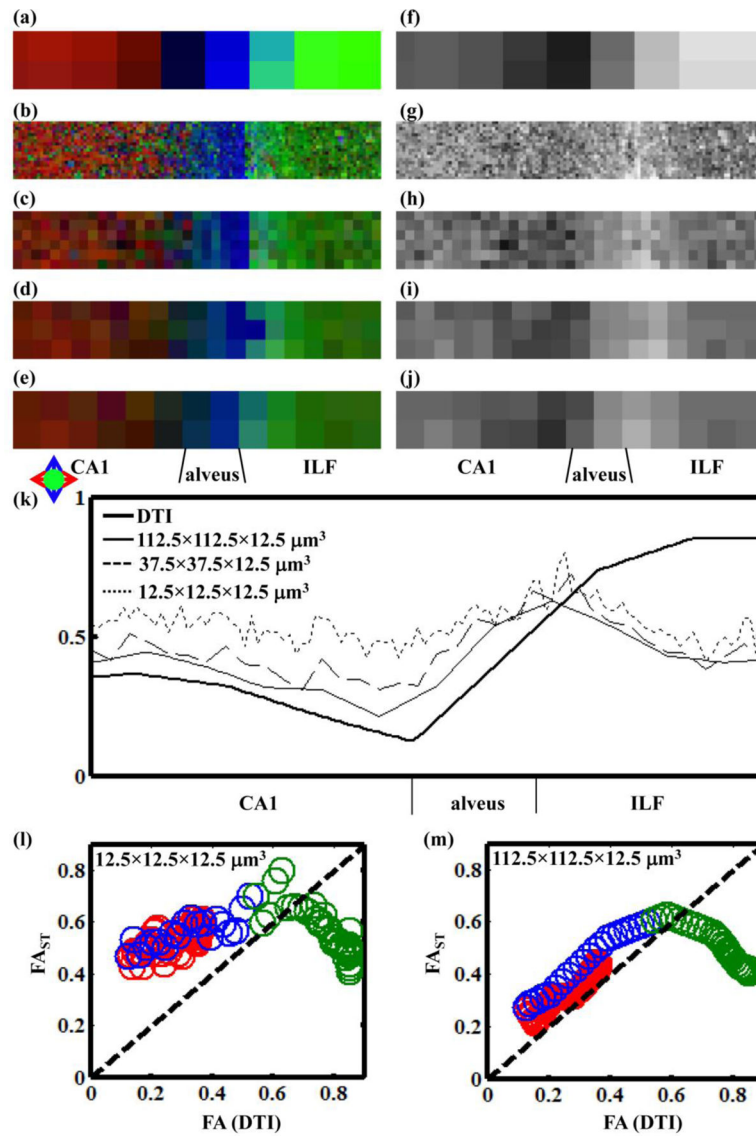 (a) (f)
(b) (g)
(c) (h)
(d) (i)
(e) (j)
CA1 alveus ILF CA1 alveus ILF
(k)
1
DTI
112.5×112.5×12.5 μm³
37.5×37.5×12.5 μm³
12.5×12.5×12.5 μm³
0.5
0
CA1 alveus ILF
(l) 12.5×12.5×12.5 μm³
0.8
0.6
FA_ST
0.4
0.2
0
0 0.2 0.4 0.6 0.8
FA (DTI)
(m) 112.5×112.5×12.5 μm³
0.8
0.6
FA_ST
0.4
0.2
0
0 0.2 0.4 0.6 0.8
FA (DTI)